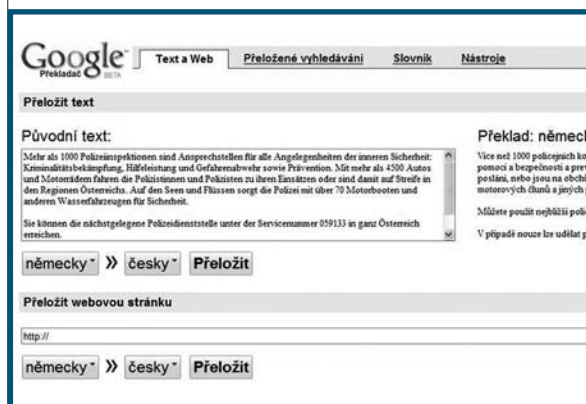 Google
Překladač BETA
Text a Web Přeložené vyhledávání Slovník Nástroje
Přeložit text
Původní text:
Mehr als 1000 Polizeiinspektionen sind Ansprechstellen für alle Angelegenheiten der inneren Sicherheit:
Kriminalitätsbekämpfung, Hilfeleistung und Gefahrenabwehr sowie Prävention. Mit mehr als 4500 Autos
und Motorrädern fahren die Polizistinnen und Polizisten zu ihren Einsätzen oder sind damit auf Streife in
den Regionen Österreichs. Auf den Seen und Flüssen sorgt die Polizei mit über 70 Motorbooten und
anderen Wasserfahrzeugen für Sicherheit.
Sie können die nächstgelegene Polizeidienststelle unter der Servicenummer 059133 in ganz Österreich
erreichen.
Překlad: němec
Více než 1000 policejních ko
pomoci a bezpečnosti a prev
poslání, nebo jsou na obchů
motorových člunů a jiných
Můžete použít nejbližší poli
V případě nouze lze udělat p
německy » česky Přeložit
Přeložit webovou stránku
http://
německy » česky Přeložit